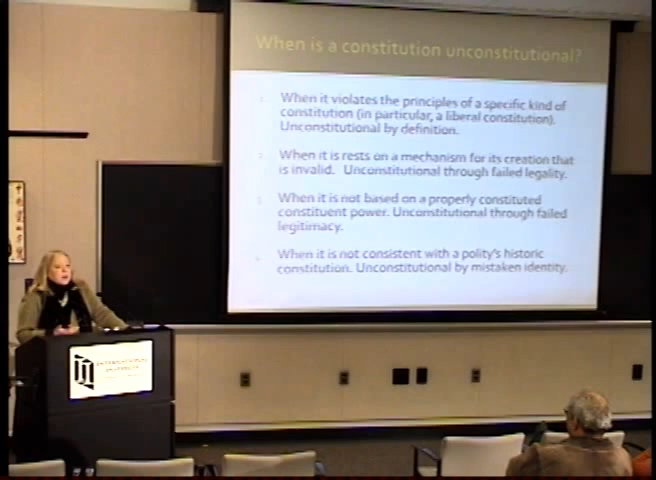 When is a constitution unconstitutional?
When it violates the principles of a specific kind of
constitution (in particular, a liberal constitution).
Unconstitutional by definition.
When it is rests on a mechanism for its creation that
is invalid. Unconstitutional through failed legality.
When it is not based on a properly constituted
constituent power. Unconstitutional through failed
legitimacy.
When it is not consistent with a polity's historic
constitution. Unconstitutional by mistaken identity.